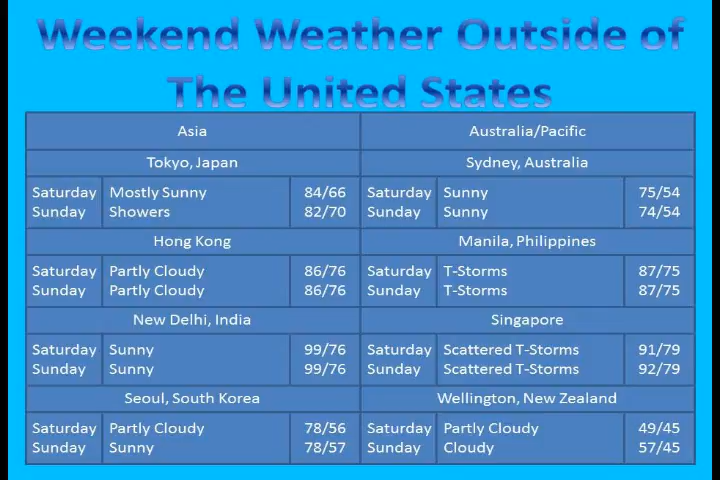 Weekend Weather Outside of
The United States
Asia
Australia/Pacific
Tokyo, Japan
Sydney, Australia
Saturday Mostly Sunny 84/66 Saturday Sunny 75/54
Sunday Showers 82/70 Sunday Sunny 74/54
Hong Kong
Manila, Philippines
Saturday Partly Cloudy 86/76 Saturday T-Storms 87/75
Sunday Partly Cloudy 86/76 Sunday T-Storms 87/75
New Delhi, India
Singapore
Saturday Sunny 99/76 Saturday Scattered T-Storms 91/79
Sunday Sunny 99/76 Sunday Scattered T-Storms 92/79
Seoul, South Korea
Wellington, New Zealand
Saturday Partly Cloudy 78/56 Saturday Partly Cloudy 49/45
Sunday Sunny 78/57 Sunday Cloudy 57/45